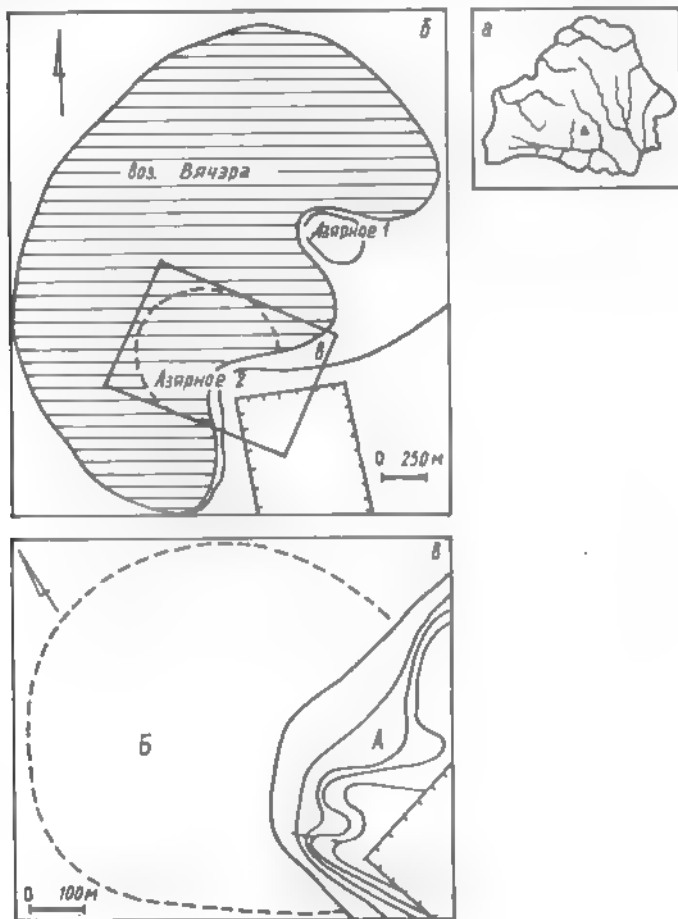 б
воз. Вячэра
Азярное 1
в
Азярное 2
0 250 м
а
в
Б
А
0 100 м